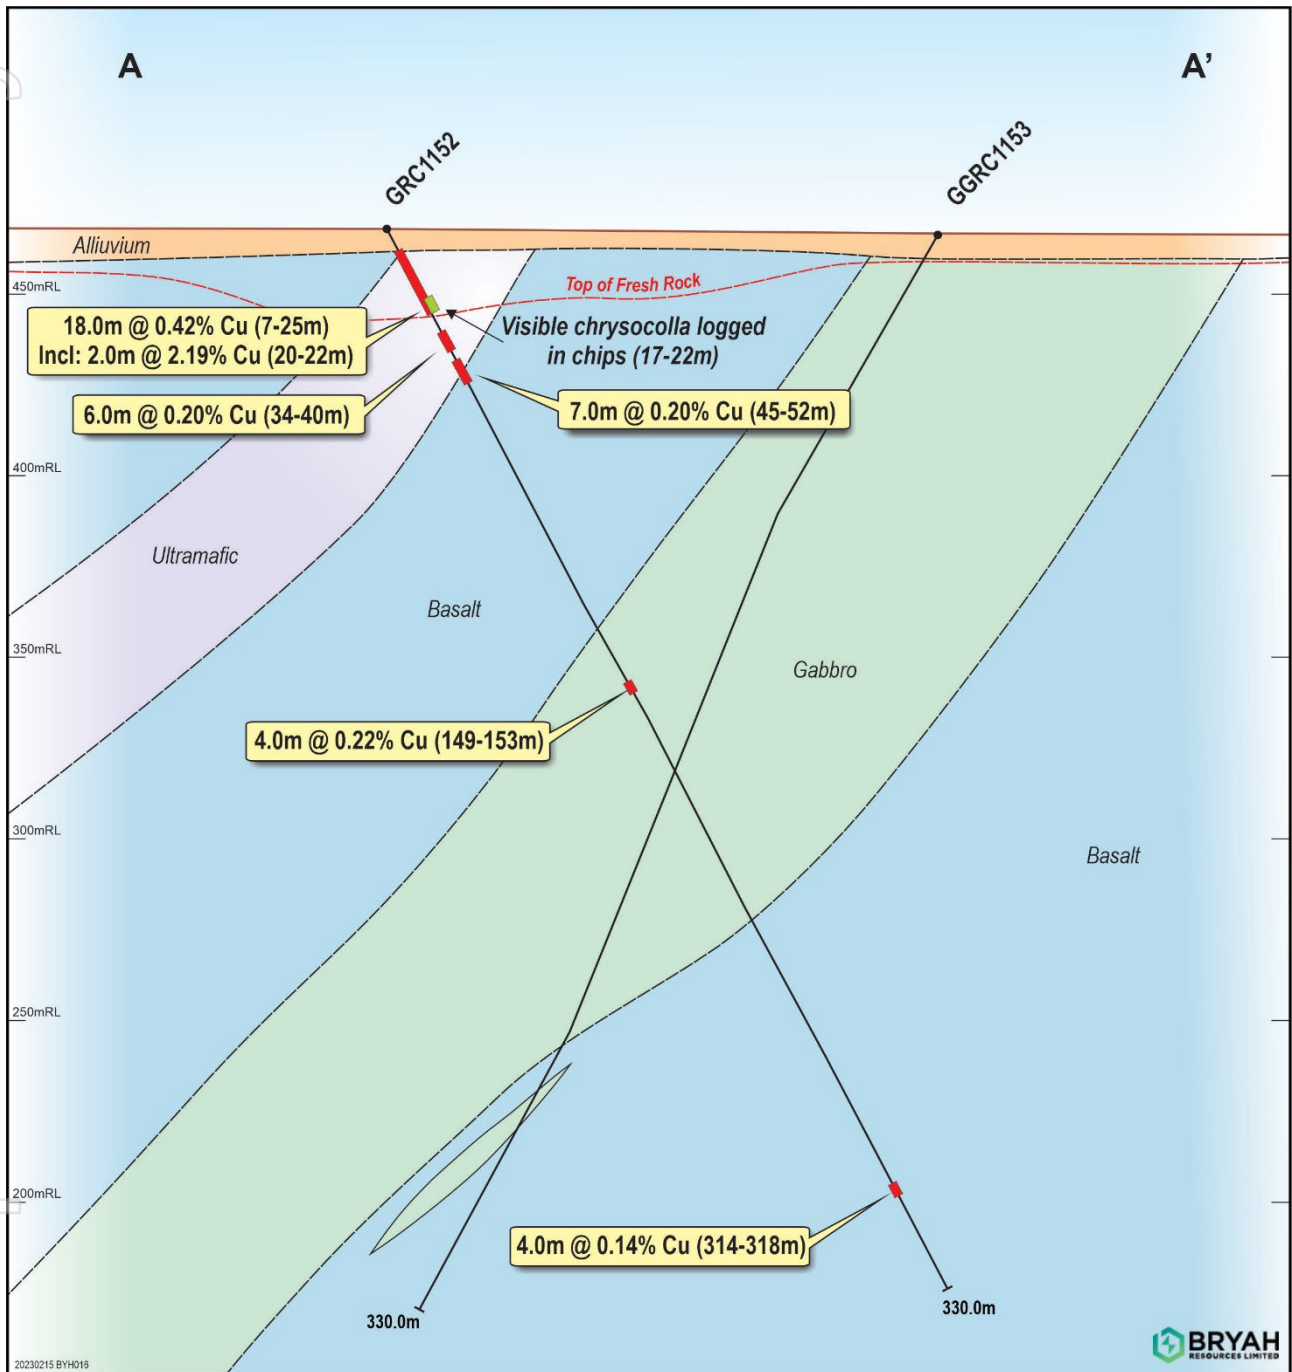 A
A'
GRC1152
GGRC1153
Alliuvium
450mRL
Top of Fresh Rock
18.0m @ 0.42% Cu (7-25m)
Incl: 2.0m @ 2.19% Cu (20-22m)
Visible chrysocolla logged
in chips (17-22m)
6.0m @ 0.20% Cu (34-40m)
7.0m @ 0.20% Cu (45-52m)
400mRL
Ultramafic
Basalt
350mRL
Gabbro
4.0m @ 0.22% Cu (149-153m)
300mRL
Basalt
250mRL
200mRL
4.0m @ 0.14% Cu (314-318m)
330.0m
330.0m
BRYAH
RESOURCES LIMITED
20230215 BYH016